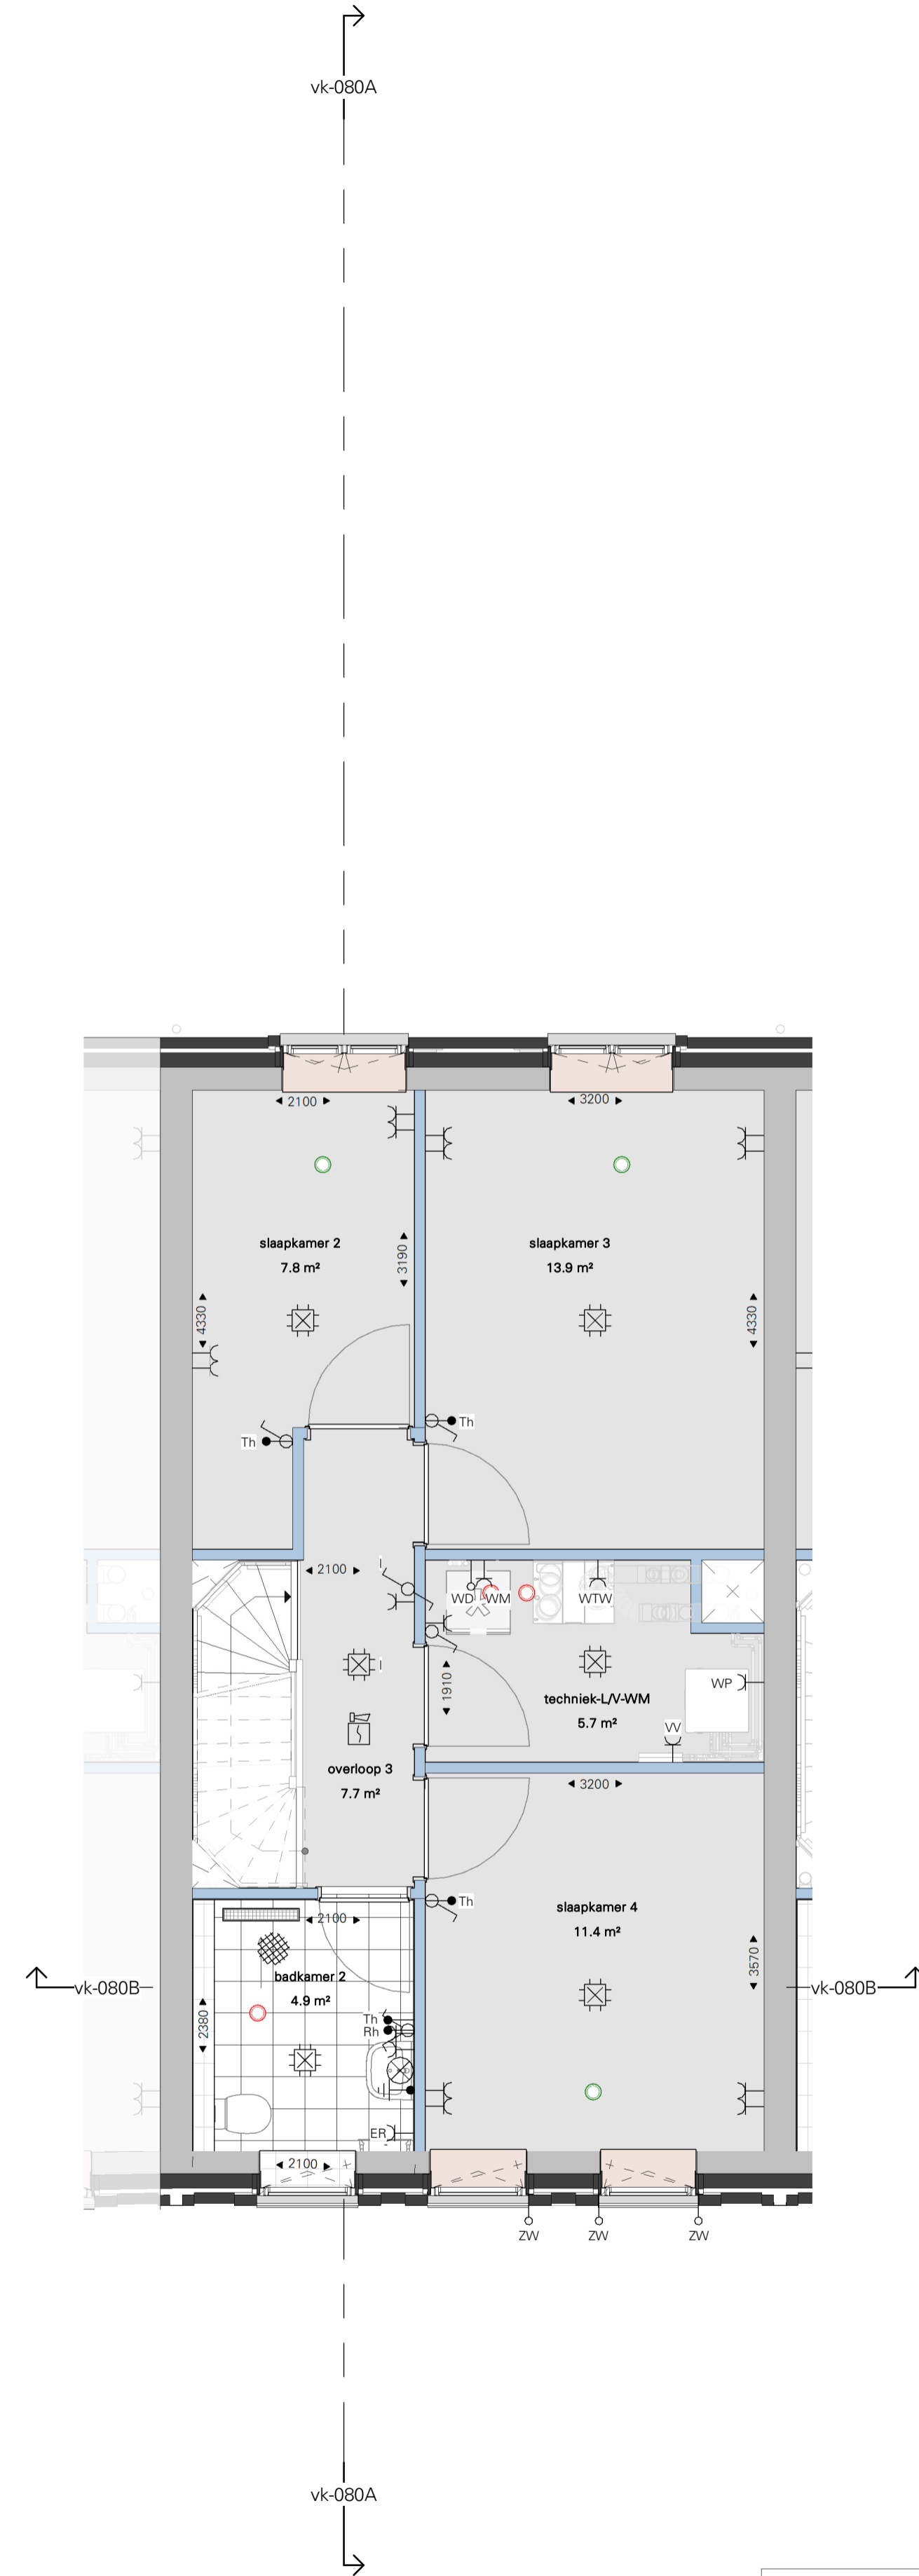 vk-080A
2100
3200
slaapkamer 2
7.8 m²
3190
slaapkamer 3
13.9 m²
4330
4330
Th
Th
2100
I
WD
WM
WTW
I
1910
techniek-L/V-WM
5.7 m²
WP
VV
overloop 3
7.7 m²
3200
Th
slaapkamer 4
11.4 m²
2100
badkamer 2
4.9 m²
3570
vk-080B
vk-080B
2380
Th
Rh
ER
2100
ZW
ZW
ZW
vk-080A